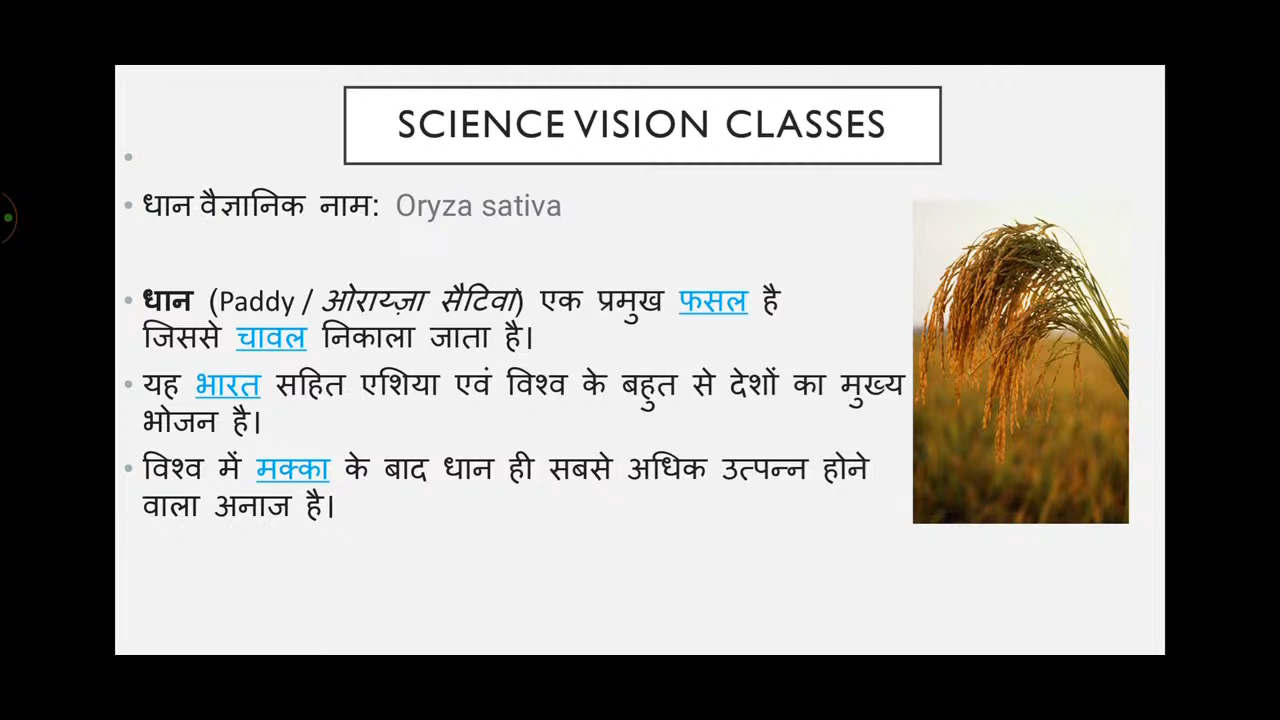 SCIENCE VISION CLASSES
धान वैज्ञानिक नाम: Oryza sativa
धान (Paddy / ओराय्ज़ा सैटिवा) एक प्रमुख फसल है
जिससे चावल निकाला जाता है।
यह भारत सहित एशिया एवं विश्व के बहुत से देशों का मुख्य
भोजन है।
विश्व में मक्का के बाद धान ही सबसे अधिक उत्पन्न होने
वाला अनाज है।